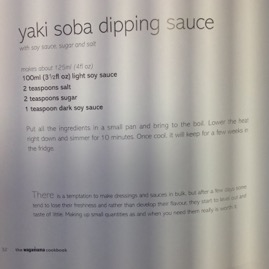 yaki soba dipping sauce
with soy sauce, sugar and salt
makes about 125ml (4½ oz)
100ml (3½fl oz) light soy sauce
2 teaspoons salt
2 teaspoons sugar
1 teaspoon dark soy sauce
Put all the ingredients in a small pan and bring to the boil. Lower the heat
right down and simmer for 10 minutes. Once cool, it will keep for a few weeks in
the fridge.
There is a temptation to make dressings and sauces in bulk, but after a few days some
tend to lose their freshness and rather than develop their flavour, they start to
taste of little. Making up small quantities as and when you need them really is worth it.
the wagamama cookbook